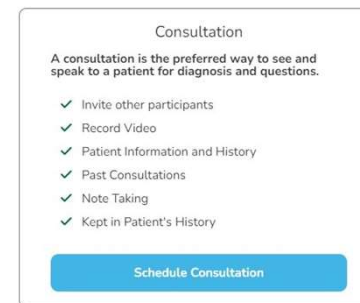 Consultation
A consultation is the preferred way to see and
speak to a patient for diagnosis and questions.
Invite other participants
Record Video
Patient Information and History
Past Consultations
Note Taking
Kept in Patient's History
Schedule Consultation